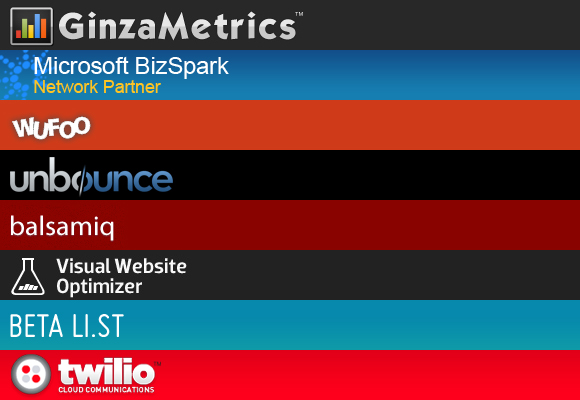 GinzaMetrics™
Microsoft BizSpark
Network Partner
WUFOO
unbounce
balsamiq
Visual Website
Optimizer
BETA LI.ST
twilio™
CLOUD COMMUNICATIONS